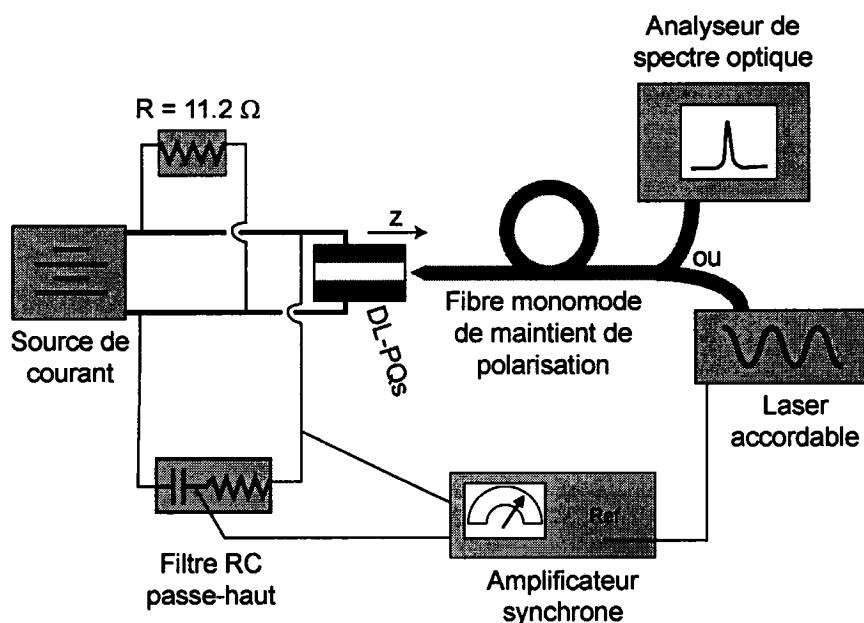 Analyseur de
spectre optique
R = 11.2 Ω
z
ou
DL-PQs
Fibre monomode
de maintient de
polarisation
Source de
courant
Laser
accordable
Ref
Filtre RC
passe-haut
Amplificateur
synchrone